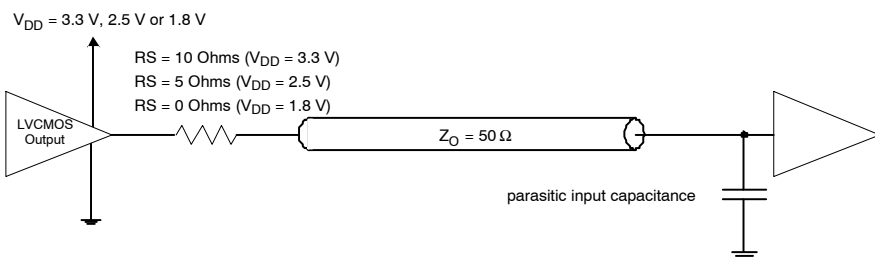 VDD = 3.3 V, 2.5 V or 1.8 V
RS = 10 Ohms (VDD = 3.3 V)
RS = 5 Ohms (VDD = 2.5 V)
RS = 0 Ohms (VDD = 1.8 V)
LVCMOS
Output
ZO = 50 Ω
parasitic input capacitance